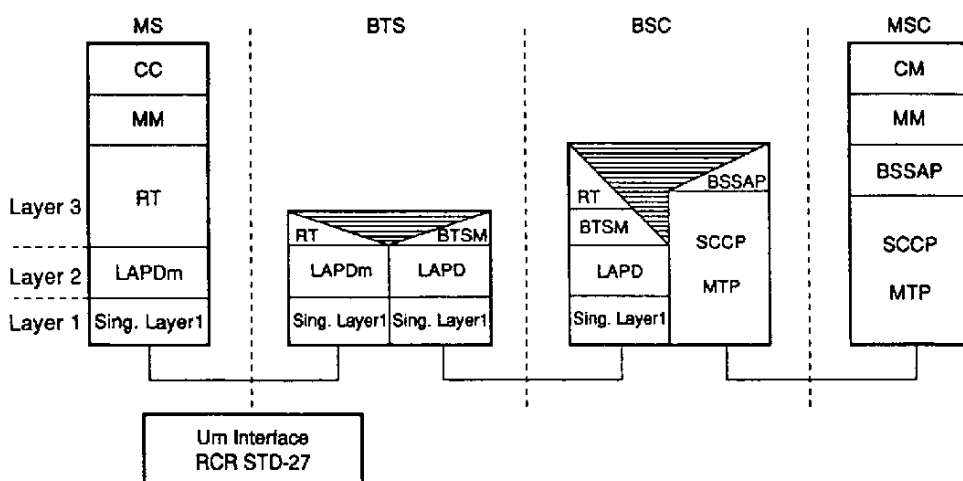 MS
BTS
BSC
MSC
CC
MM
RT
LAPDm
Sing. Layer1
Layer 3
Layer 2
Layer 1
RT
BTSM
LAPDm
LAPD
Sing. Layer1
Sing. Layer1
RT
BSSAP
BTSM
LAPD
Sing. Layer1
SCCP
MTP
CM
MM
BSSAP
SCCP
MTP
Um Interface
RCR STD-27